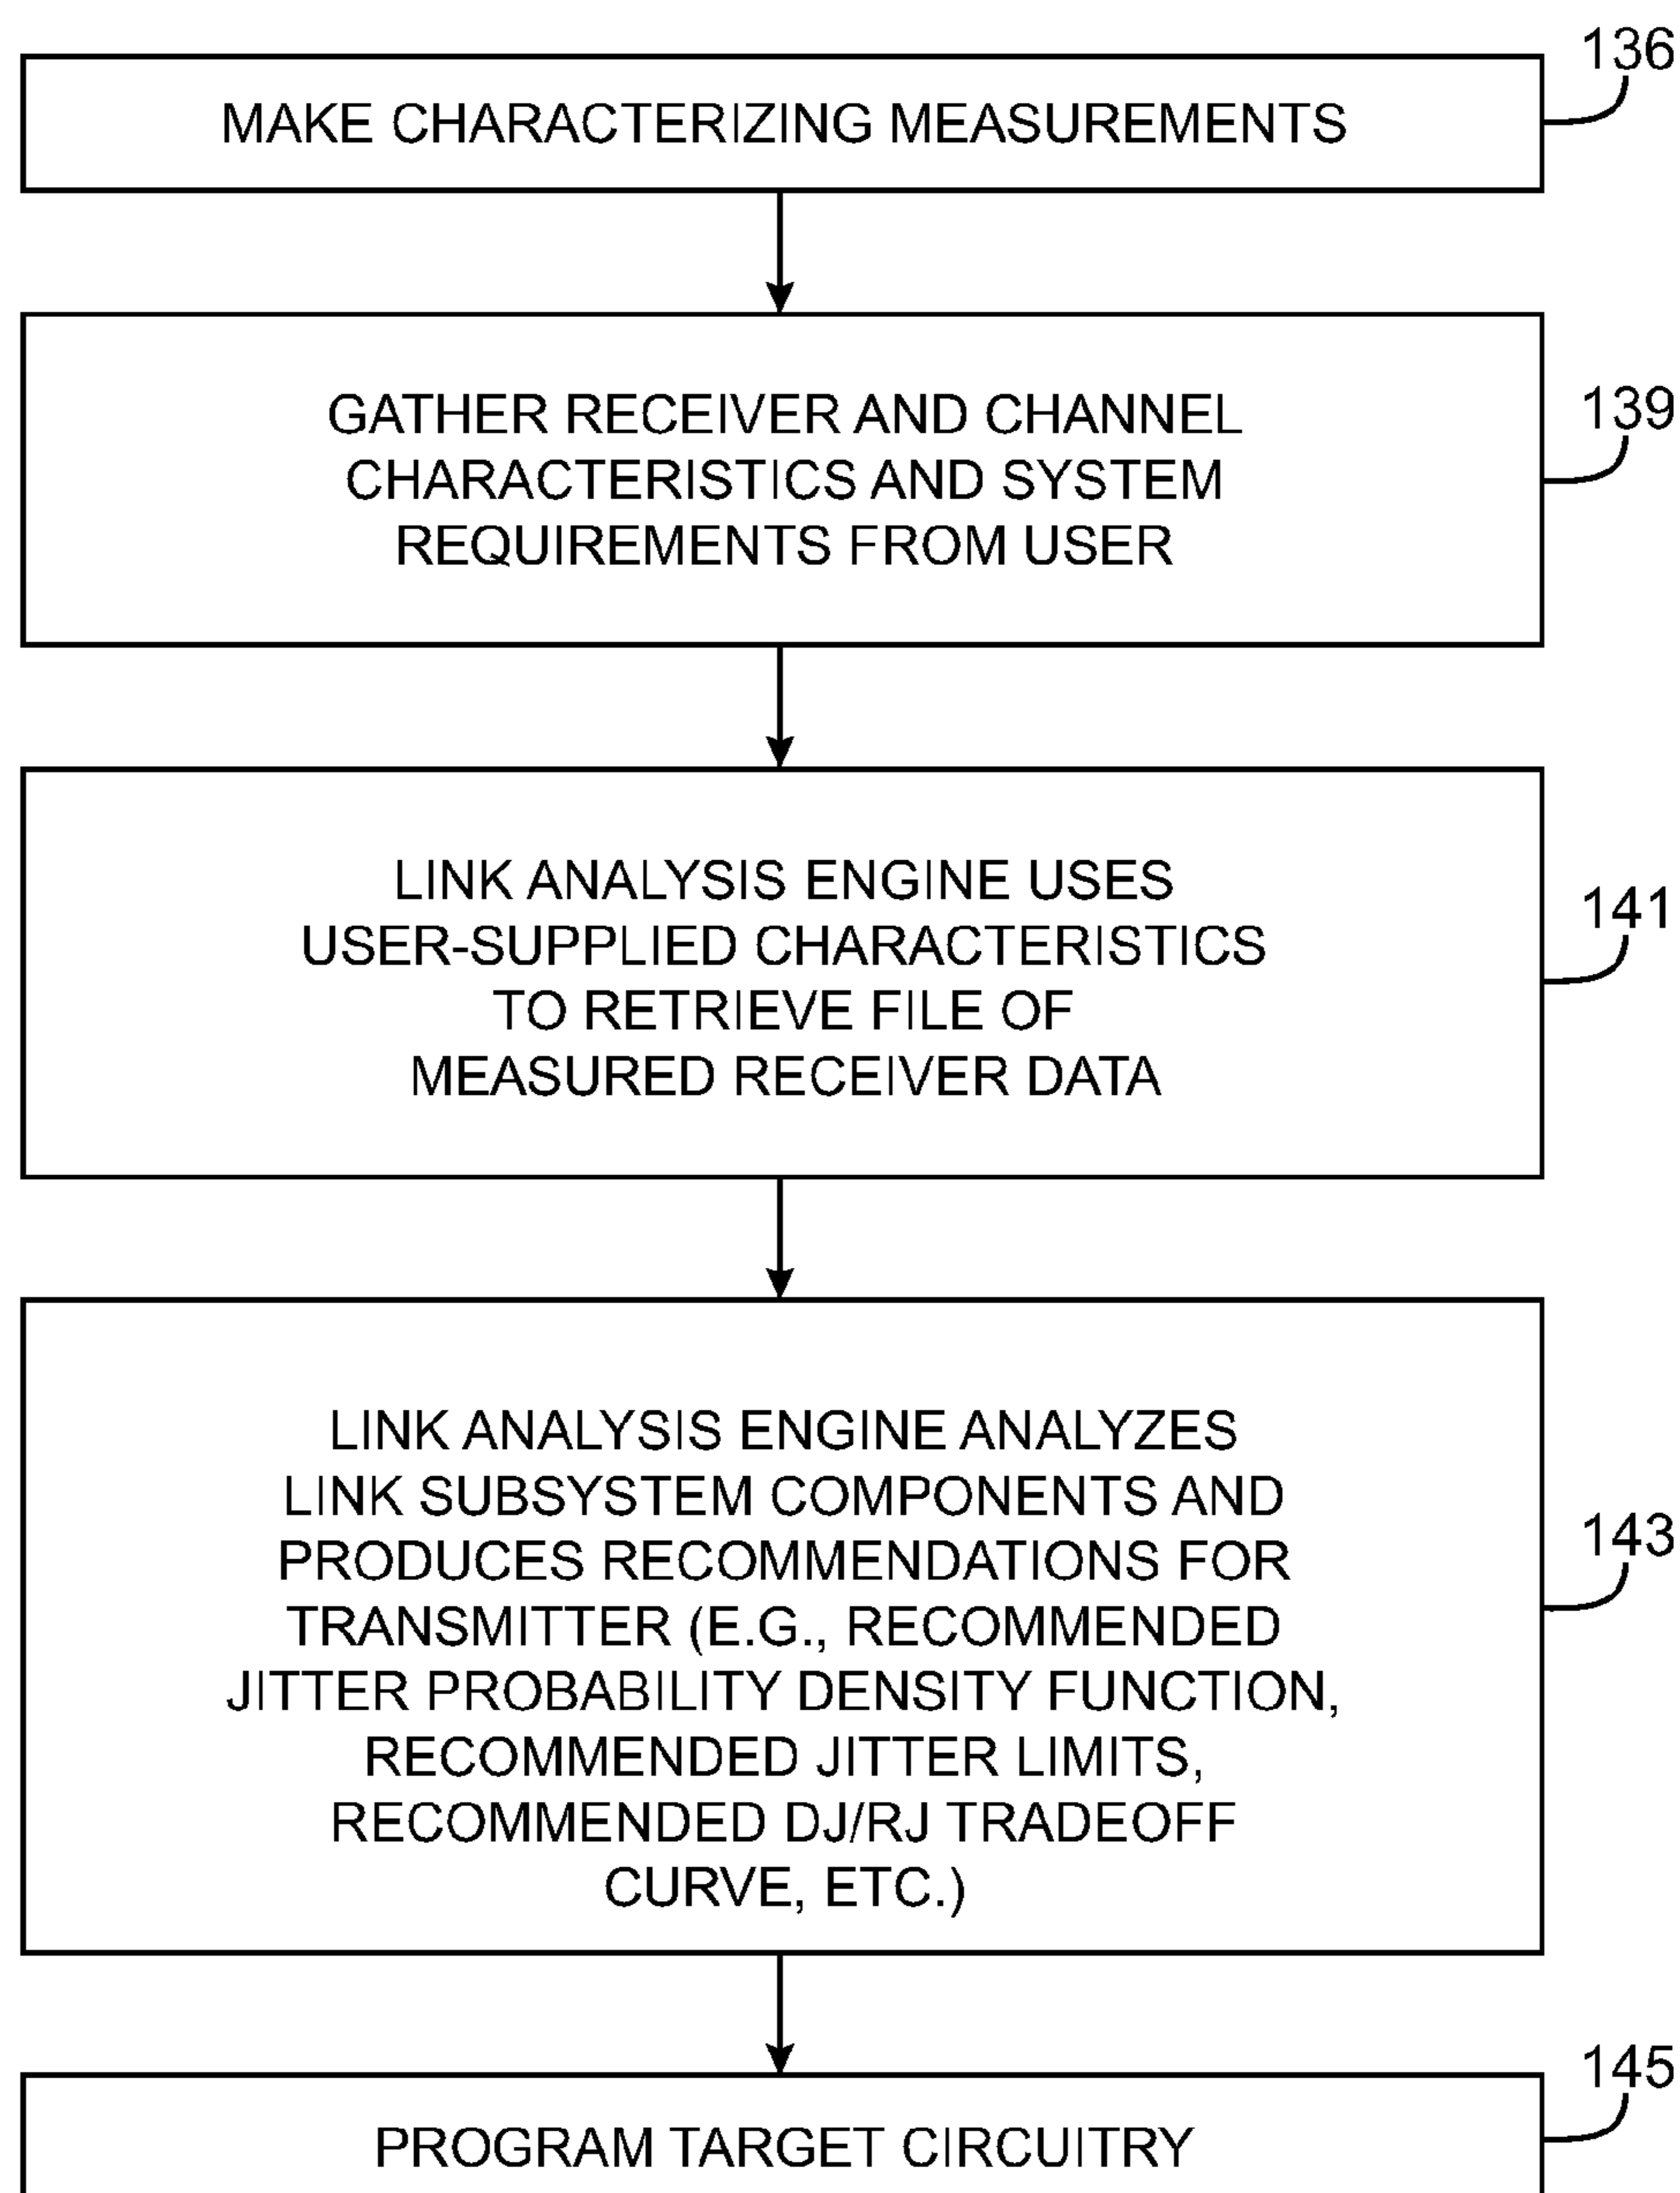 136
MAKE CHARACTERIZING MEASUREMENTS
GATHER RECEIVER AND CHANNEL
CHARACTERISTICS AND SYSTEM
REQUIREMENTS FROM USER
139
LINK ANALYSIS ENGINE USES
USER-SUPPLIED CHARACTERISTICS
TO RETRIEVE FILE OF
MEASURED RECEIVER DATA
141
LINK ANALYSIS ENGINE ANALYZES
LINK SUBSYSTEM COMPONENTS AND
PRODUCES RECOMMENDATIONS FOR
TRANSMITTER (E.G., RECOMMENDED
JITTER PROBABILITY DENSITY FUNCTION,
RECOMMENDED JITTER LIMITS,
RECOMMENDED DJ/RJ TRADEOFF
CURVE, ETC.)
143
145
PROGRAM TARGET CIRCUITRY